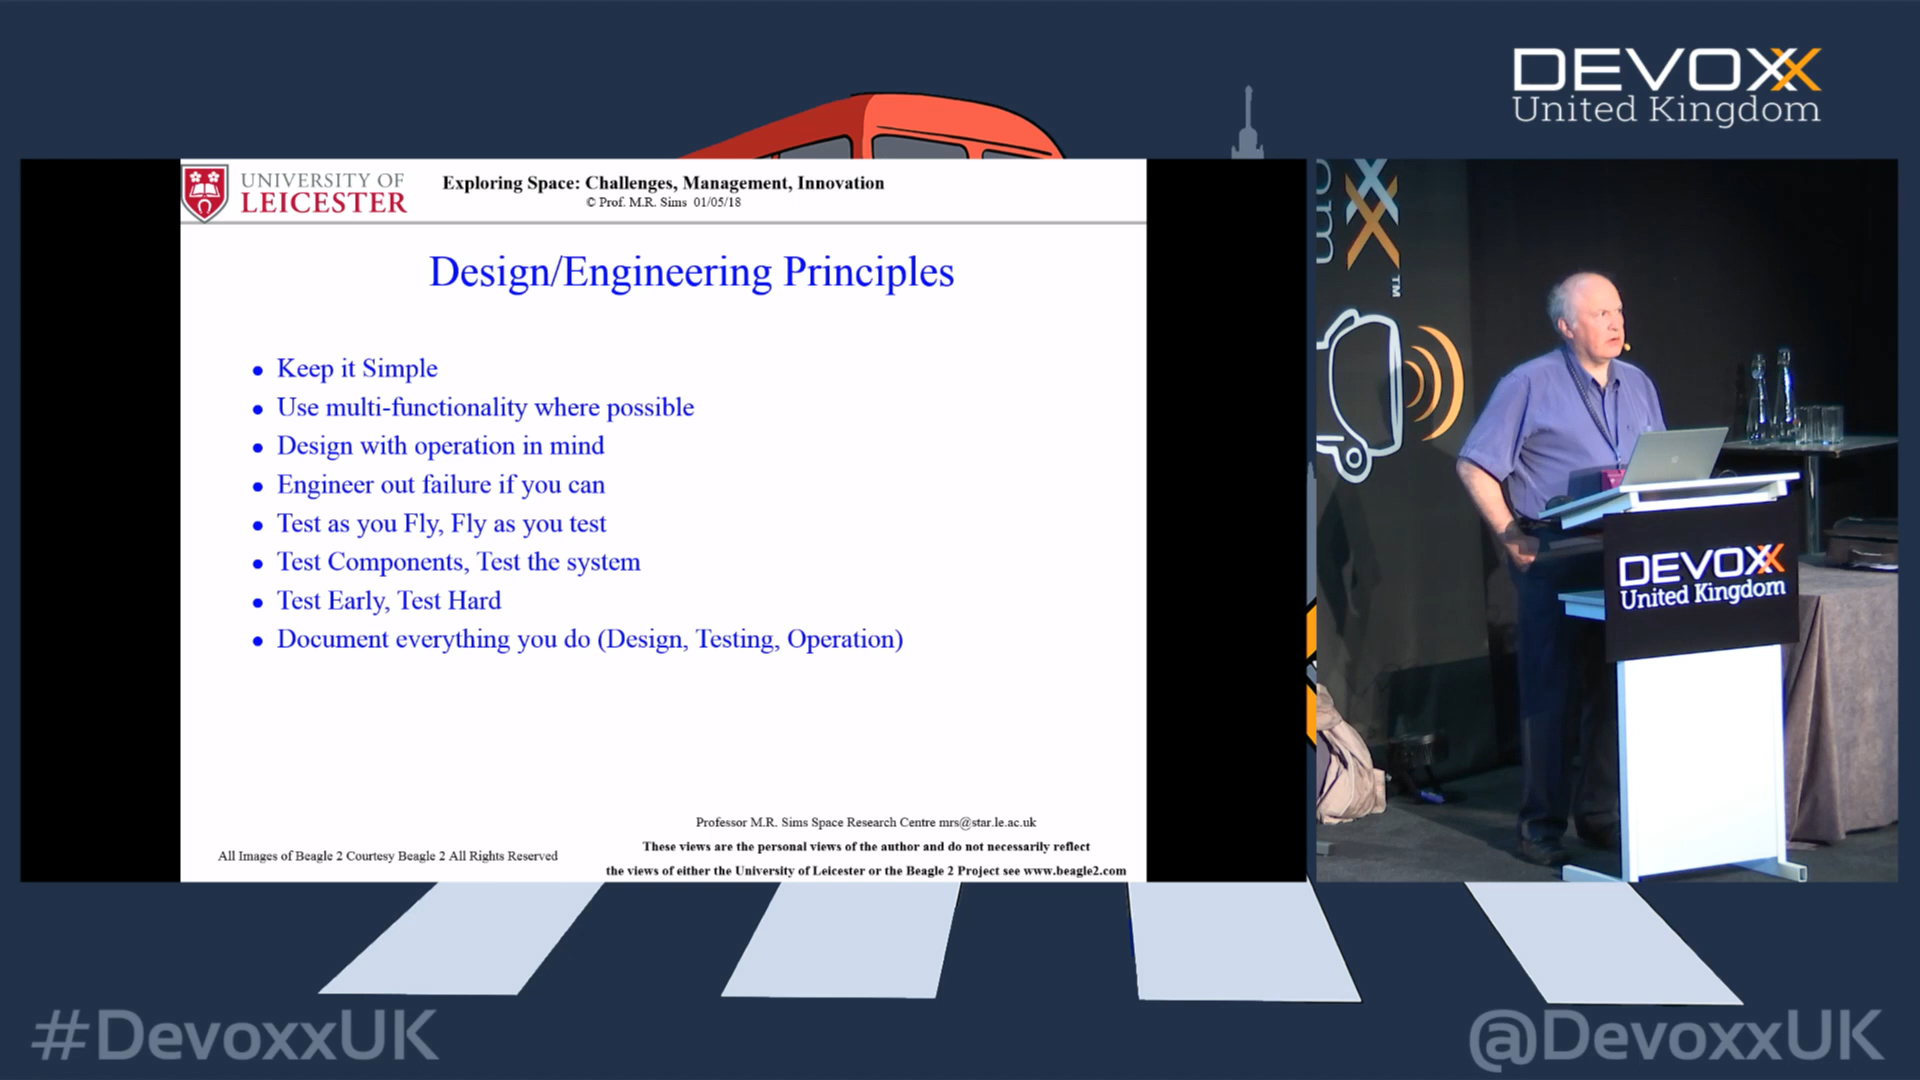 DEVOXX
United Kingdom
UNIVERSITY OF
LEICESTER
Exploring Space: Challenges, Management, Innovation
© Prof. M.R. Sims 01/05/18
Design/Engineering Principles
• Keep it Simple
• Use multi-functionality where possible
• Design with operation in mind
• Engineer out failure if you can
• Test as you Fly, Fly as you test
• Test Components, Test the system
• Test Early, Test Hard
• Document everything you do (Design, Testing, Operation)
Professor M.R. Sims Space Research Centre mrs@star.le.ac.uk
All Images of Beagle 2 Courtesy Beagle 2 All Rights Reserved
These views are the personal views of the author and do not necessarily reflect
the views of either the University of Leicester or the Beagle 2 Project see www.beagle2.com
TM
DEVOXX
United Kingdom
#DevoxxUK
@DevoxxUK